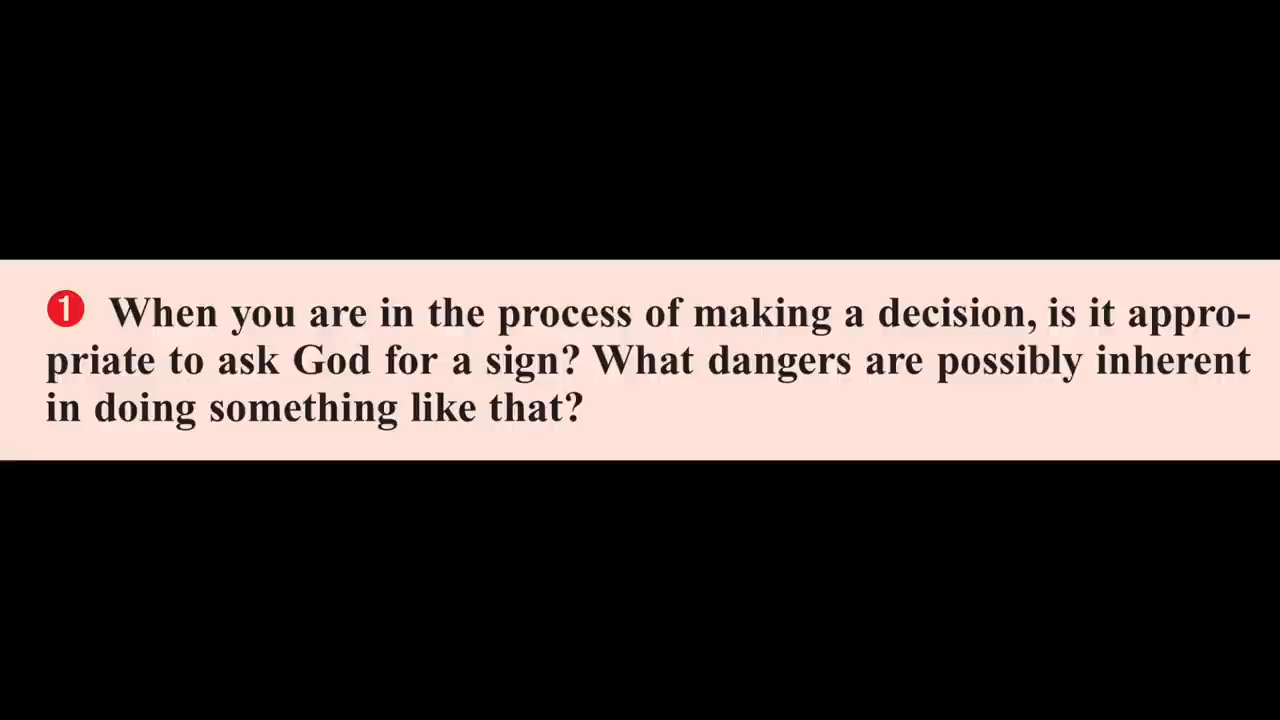 ❶ When you are in the process of making a decision, is it appro-
priate to ask God for a sign? What dangers are possibly inherent
in doing something like that?